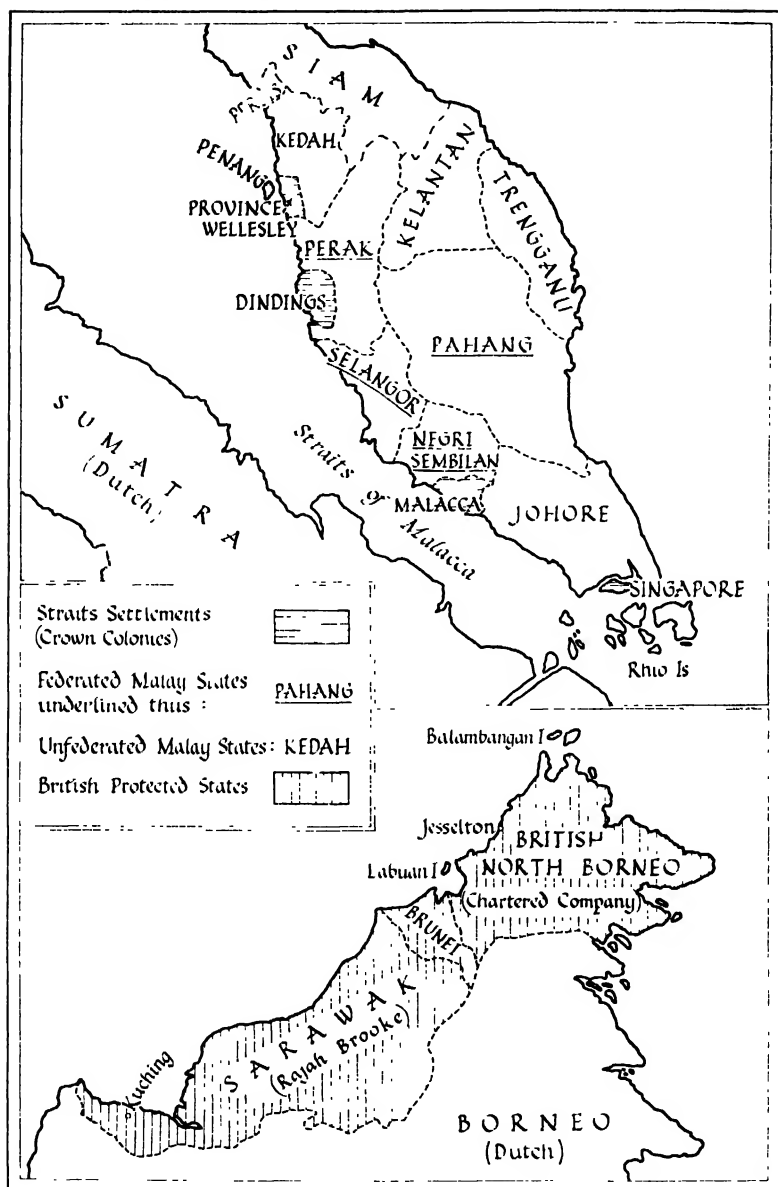 SIAM
PERLIS
KEDAH
PENANG
PROVINCE
WELLESLEY
KELANTAN
TRENGGANU
PERAK
DINDINGS
PAHANG
SELANGOR
NEGRI
SEMBILAN
MALACCA
JOHORE
SUMATRA
(Dutch)
Straits of Malacca
SINGAPORE
Rhio Is
Straits Settlements
(Crown Colonies)
Federated Malay States
underlined thus :
PAHANG
Unfederated Malay States: KEDAH
British Protected States
Balambangan I
Jesselton
BRITISH
NORTH BORNEO
(Chartered Company)
Labuan I
BRUNEI
SARAWAK
(Rajah Brooke)
Kuching
BORNEO
(Dutch)